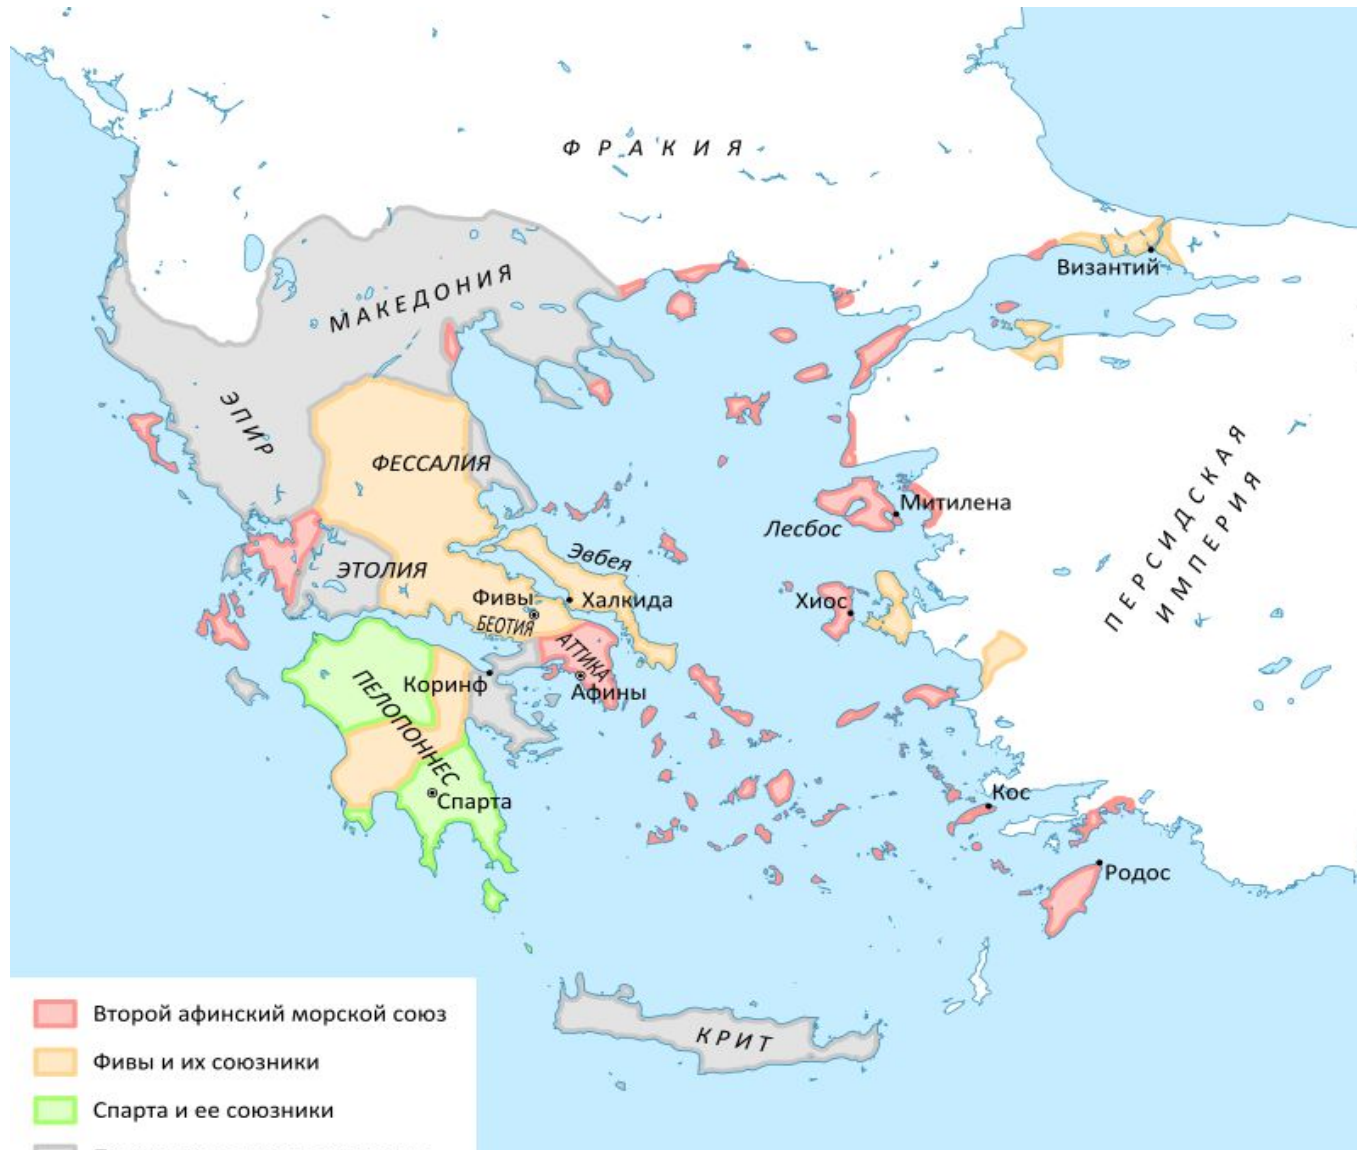 ФРАКИЯ
Византий
МАКЕДОНИЯ
ЭПИР
ФЕССАЛИЯ
ПЕРСИДСКАЯ
ИМПЕРИЯ
Митилена
Лесбос
Эвбея
ЭТОЛИЯ
Фивы
Халкида
Хиос
БЕОТИЯ
АТТИКА
Коринф
Афины
ПЕЛОПОННЕС
Спарта
Кос
Родос
КРИТ
Второй афинский морской союз
Фивы и их союзники
Спарта и ее союзники